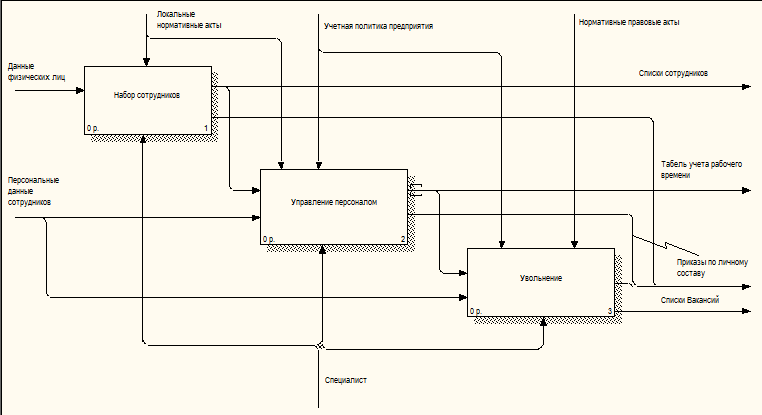 Локальные
нормативные акты
Учетная политика предприятия
Нормативные правовые акты
Данные
физических лиц
Списки сотрудников
Набор сотрудников
0 р.
1
Табель учета рабочего
времени
Персональные
данные
сотрудников
Управление персоналом
0 р.
2
Приказы по личному
составу
Увольнение
0 р.
3
Списки Вакансий
Специалист